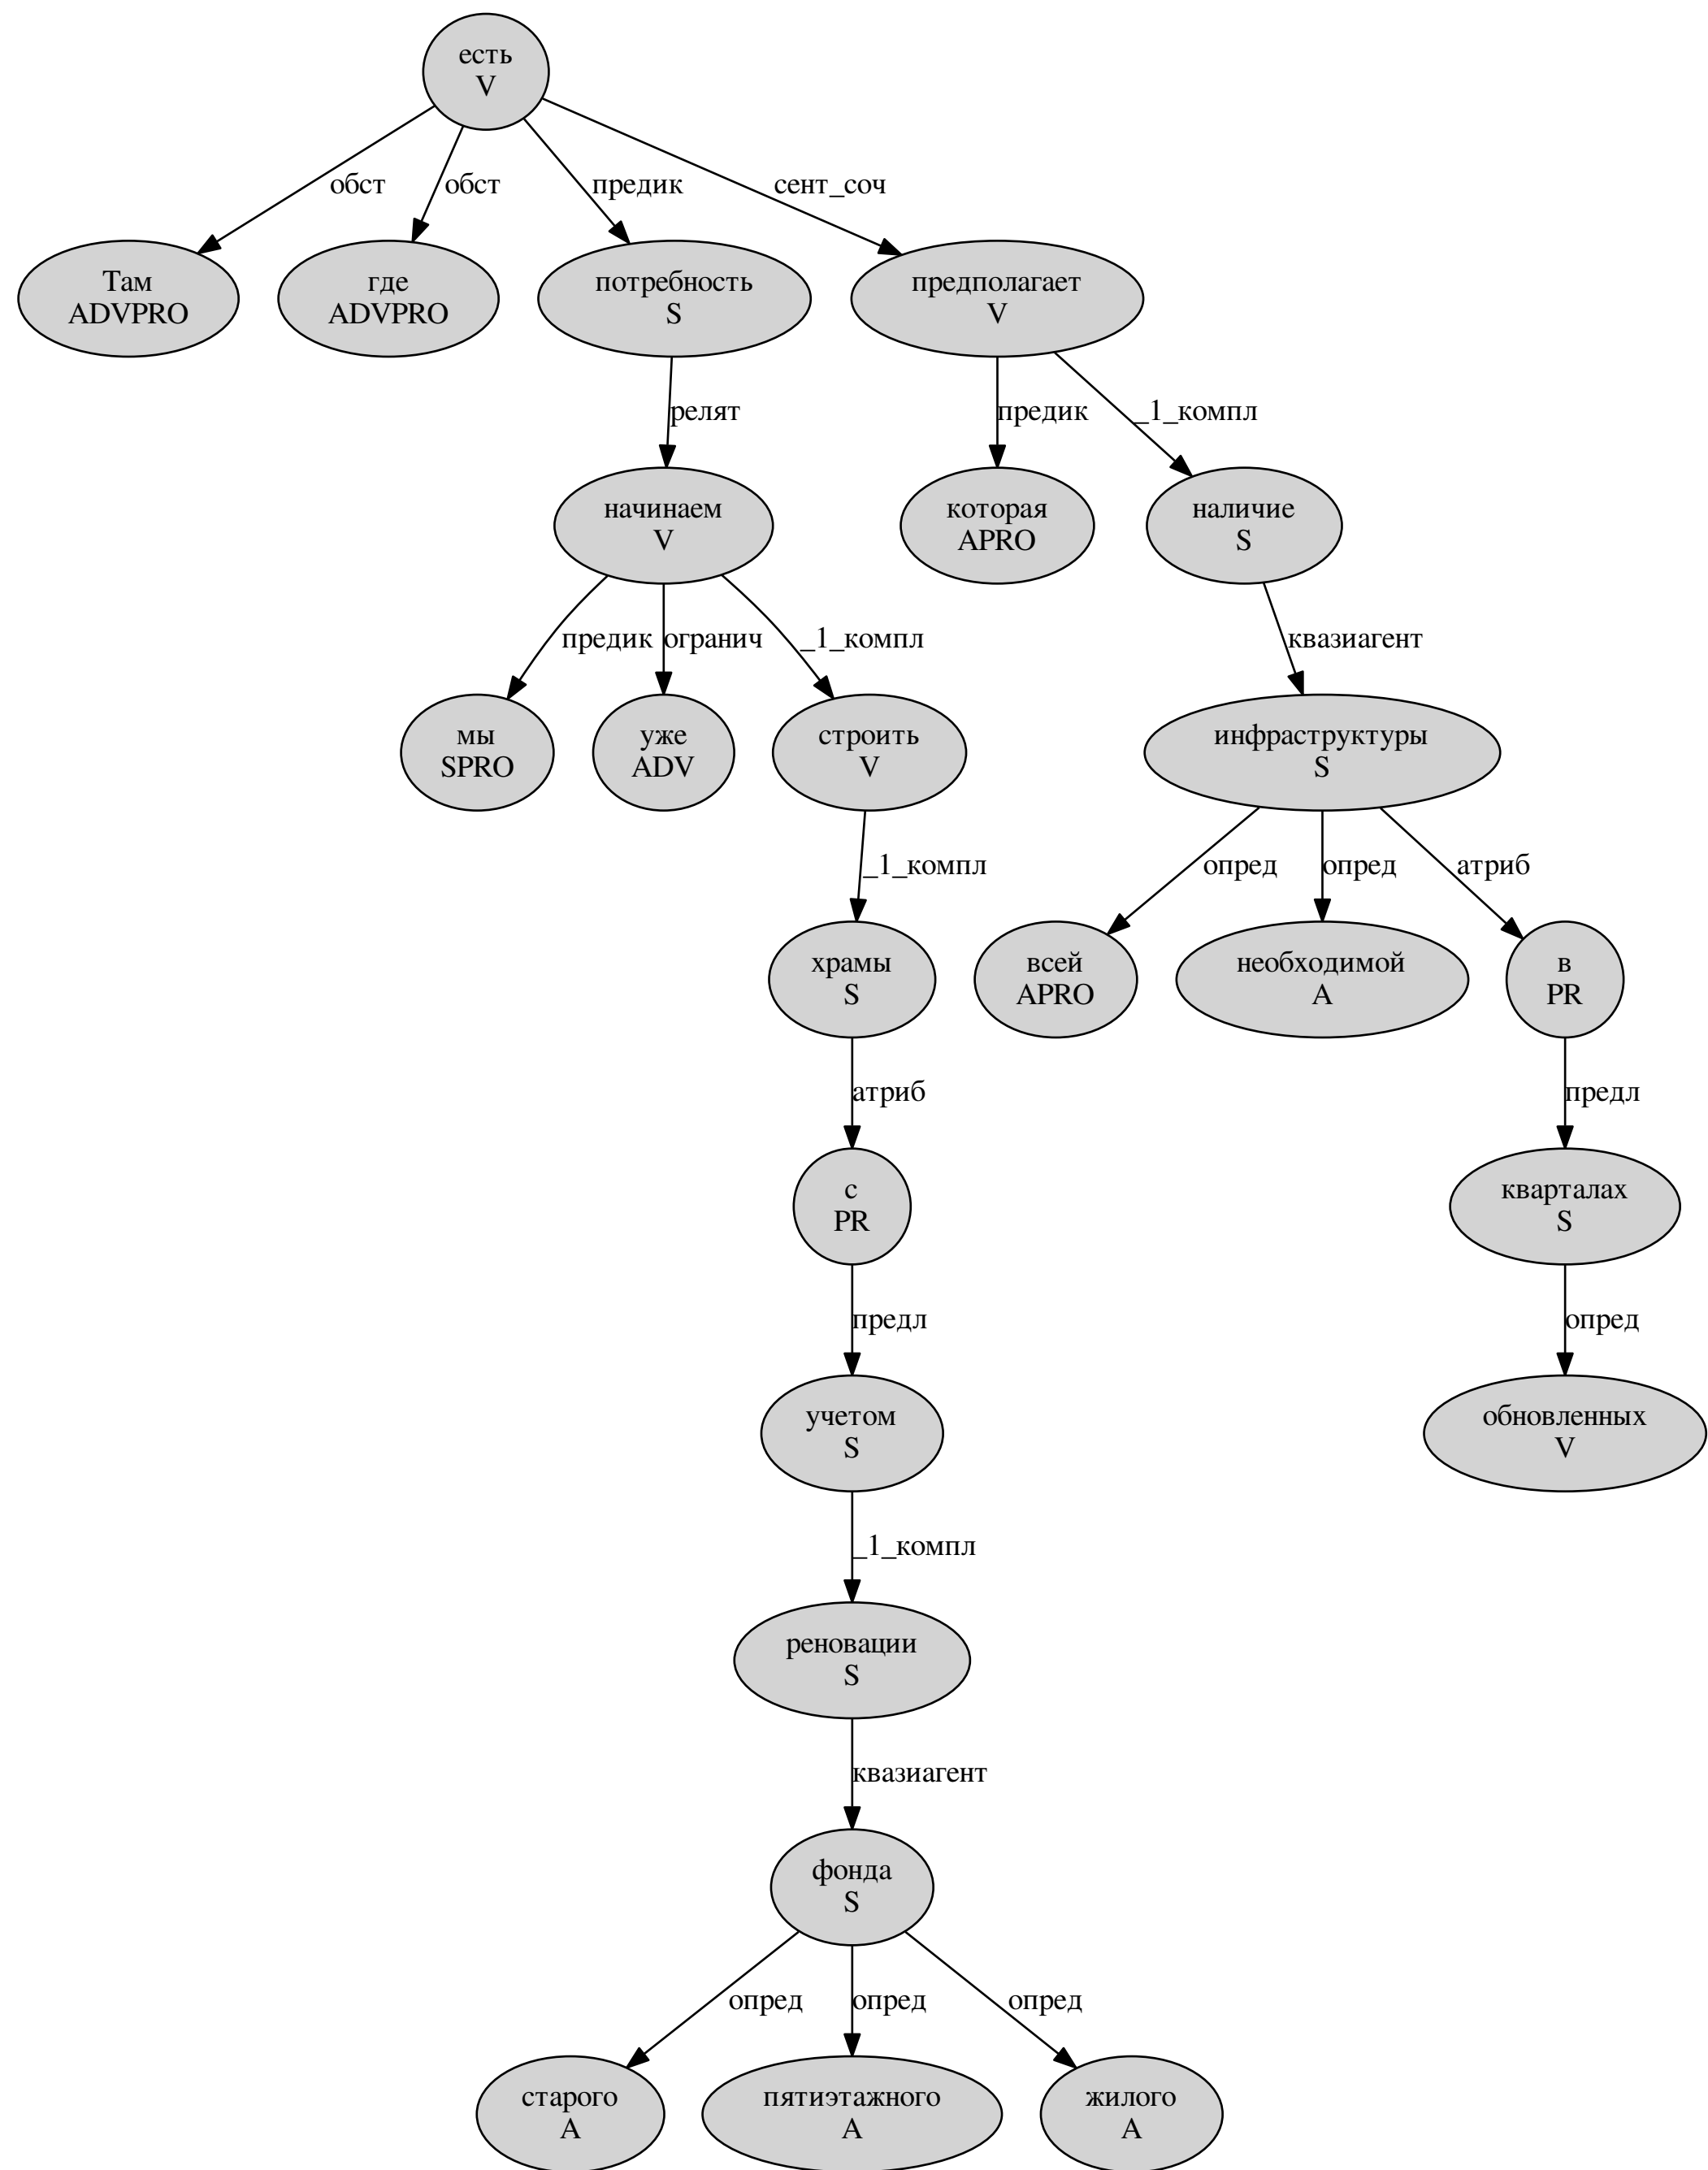 есть
V
обст
обст
предик
сент_соч
Там
ADVPRO
где
ADVPRO
потребность
S
предполагает
V
релят
предик
_1_компл
начинаем
V
которая
APRO
наличие
S
предик
огранич
_1_компл
квазиагент
мы
SPRO
уже
ADV
строить
V
инфраструктуры
S
_1_компл
опред
опред
атриб
храмы
S
всей
APRO
необходимой
A
в
PR
атриб
предл
с
PR
кварталах
S
предл
опред
учетом
S
обновленных
V
_1_компл
реновации
S
квазиагент
фонда
S
опред
опред
опред
старого
A
пятиэтажного
A
жилого
A